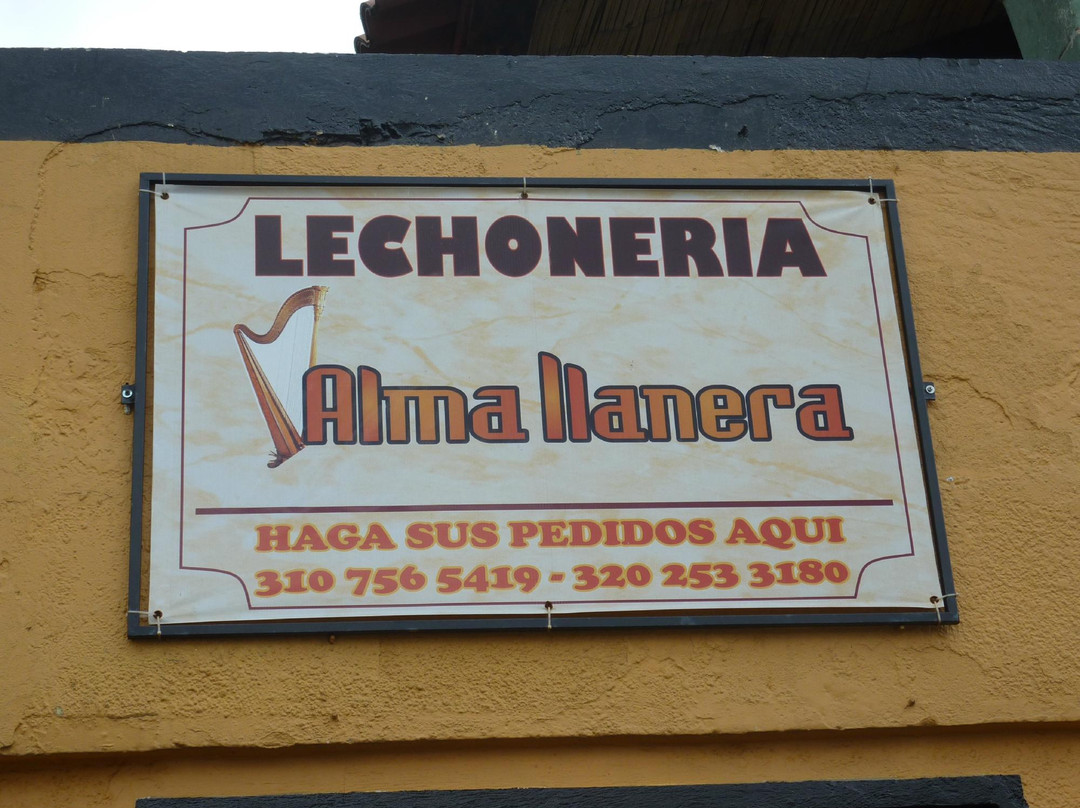 LECHONERIA
Alma llanera
HAGA SUS PEDIDOS AQUI
310 756 5419 - 320 253 3180